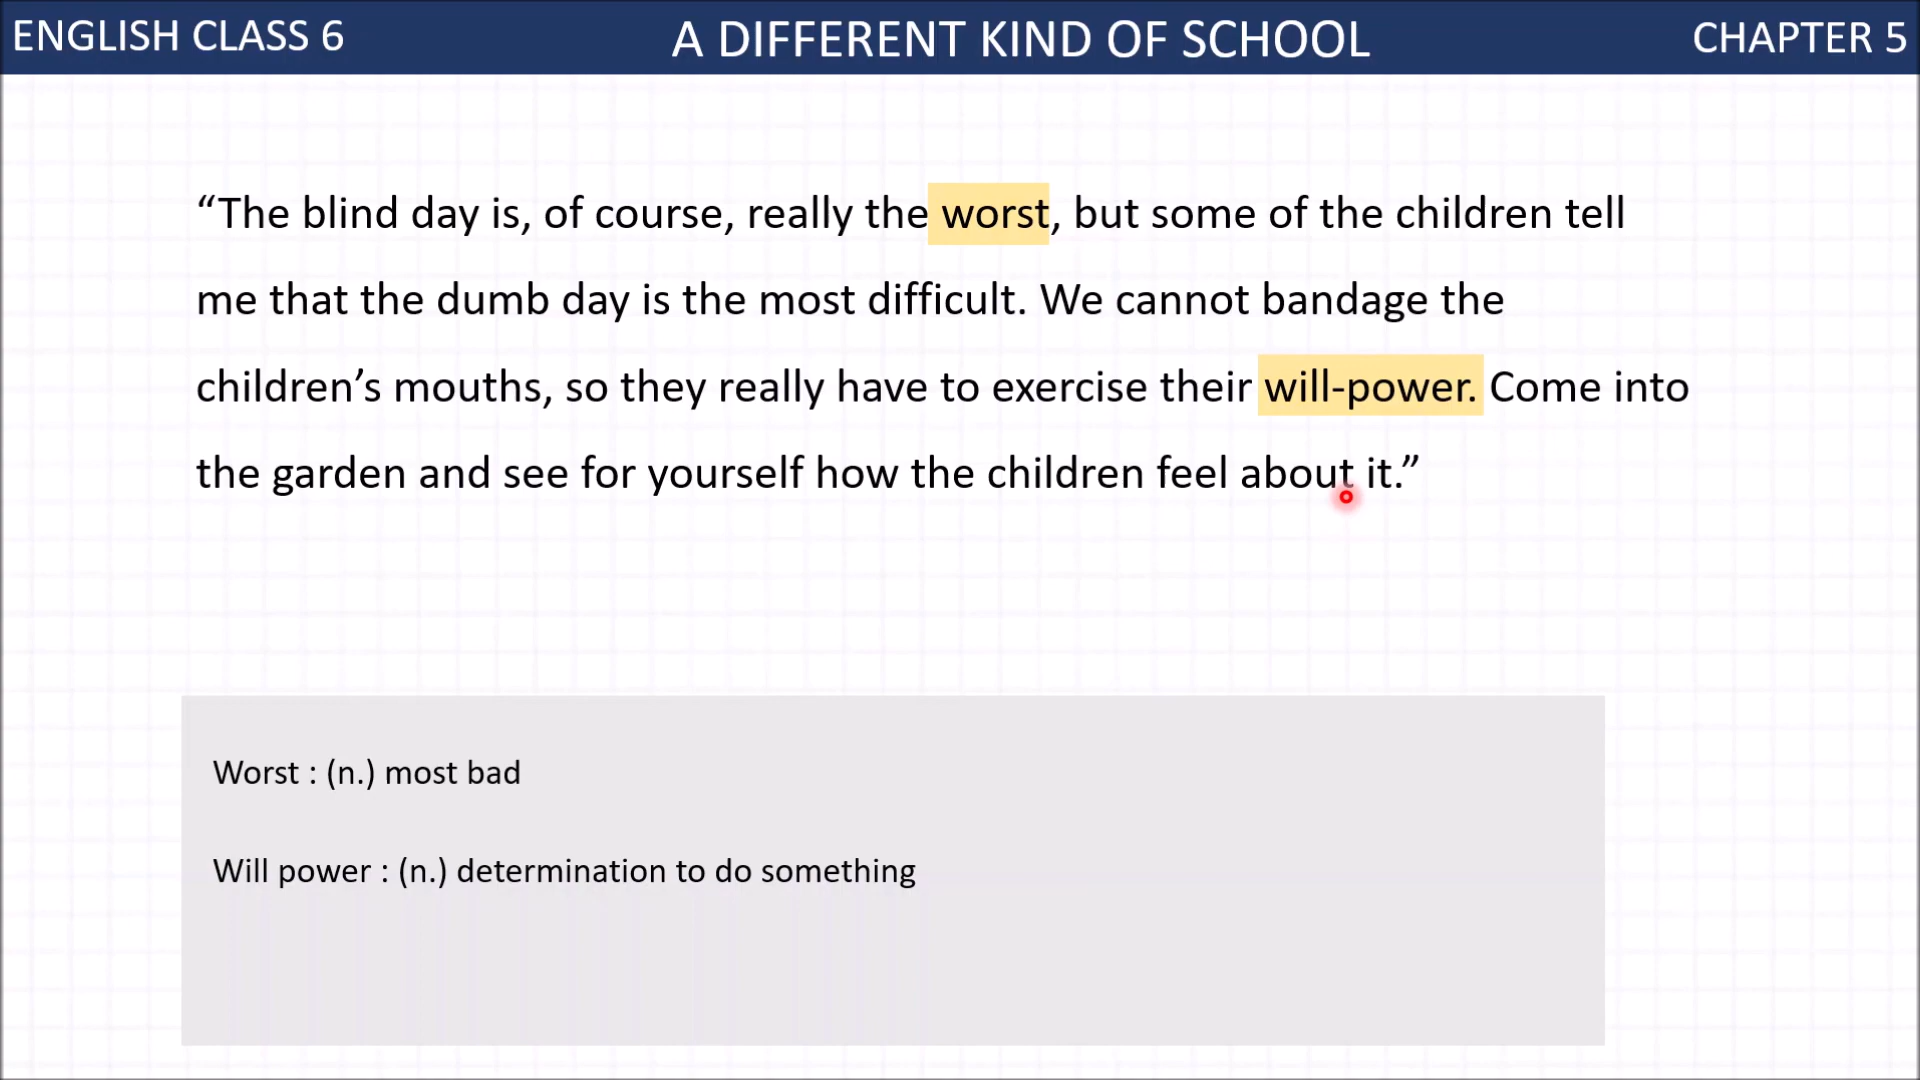 ENGLISH CLASS 6
A DIFFERENT KIND OF SCHOOL
CHAPTER 5
“The blind day is, of course, really the worst, but some of the children tell
me that the dumb day is the most difficult. We cannot bandage the
children’s mouths, so they really have to exercise their will-power. Come into
the garden and see for yourself how the children feel about it.”
Worst : (n.) most bad
Will power : (n.) determination to do something